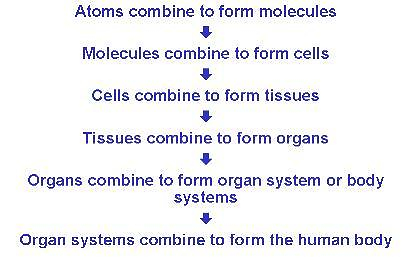 Atoms combine to form molecules
Molecules combine to form cells
Cells combine to form tissues
Tissues combine to form organs
Organs combine to form organ system or body
systems
Organ systems combine to form the human body